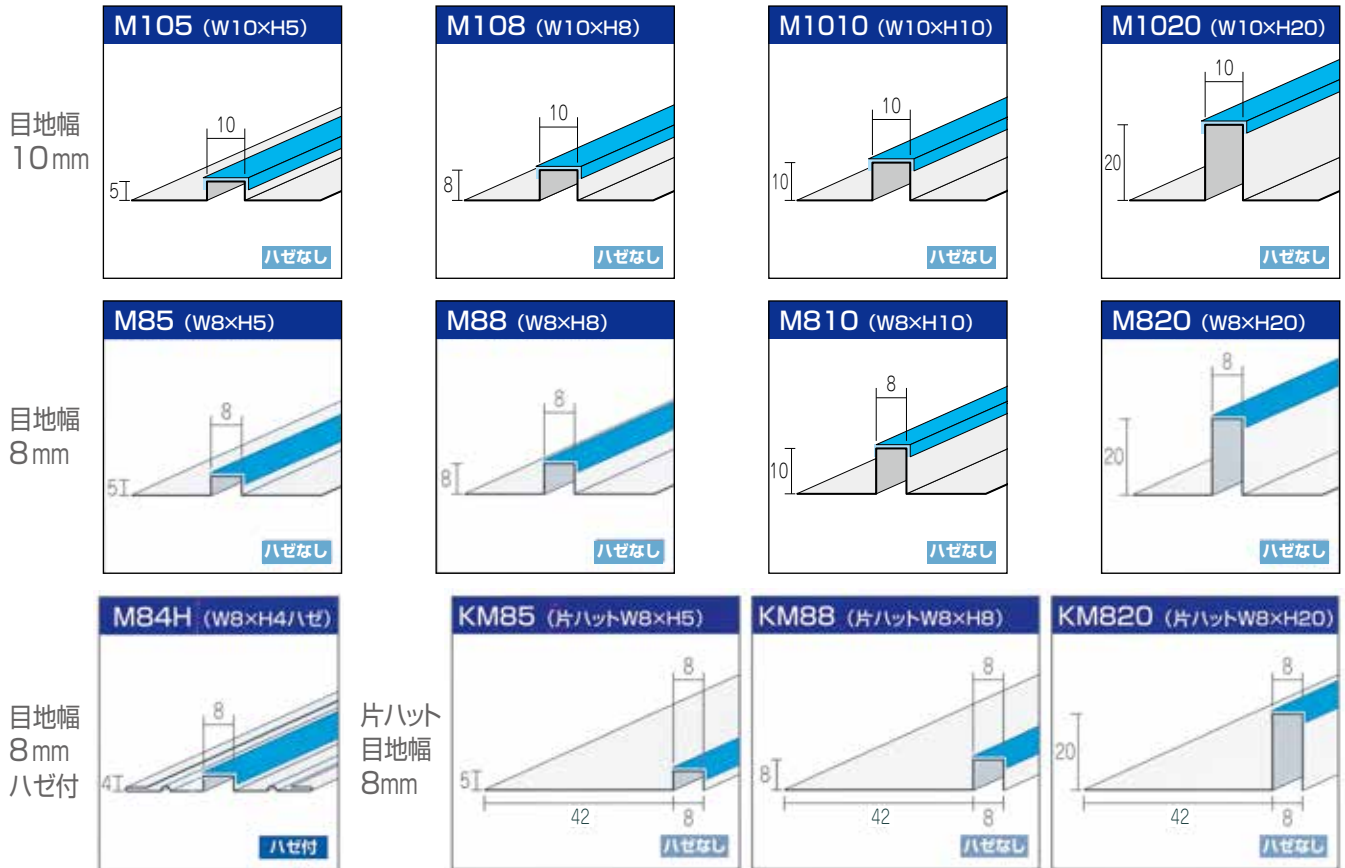 M105 (W10×H5)
M108 (W10×H8)
M1010 (W10×H10)
M1020 (W10×H20)
目地幅
10mm
10
5
ハゼなし
10
8
ハゼなし
10
10
ハゼなし
10
20
ハゼなし
M85 (W8×H5)
M88 (W8×H8)
M810 (W8×H10)
M820 (W8×H20)
目地幅
8mm
8
5
ハゼなし
8
8
ハゼなし
8
10
ハゼなし
8
20
ハゼなし
M84H (W8×H4ハゼ)
KM85 (片ハットW8×H5)
KM88 (片ハットW8×H8)
KM820 (片ハットW8×H20)
目地幅
8mm
ハゼ付
8
4
ハゼ付
片ハット
目地幅
8mm
8
5
42
8
ハゼなし
8
8
42
8
ハゼなし
8
20
42
8
ハゼなし